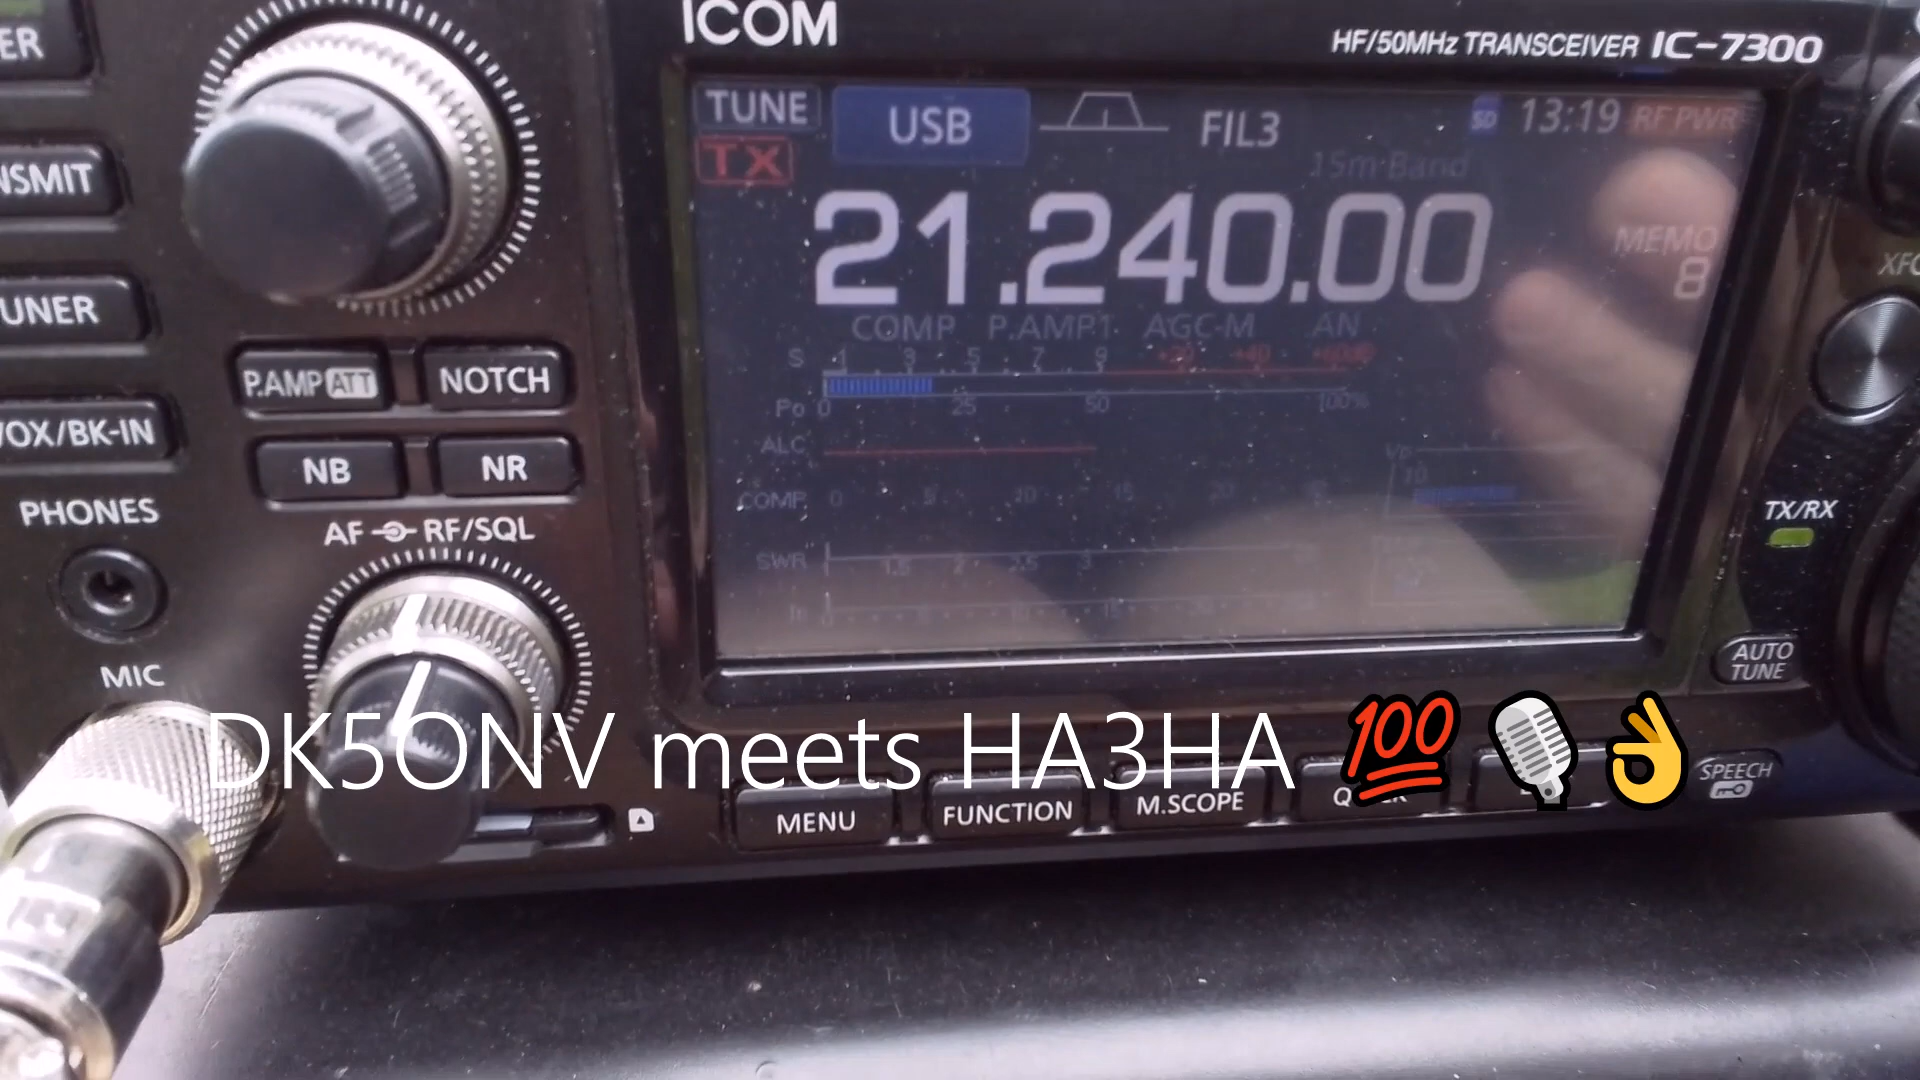 ICOM
HF/50MHz TRANSCEIVER IC-7300
ER
TUNE USB FIL3 SD 13:19 RF PWR
TX
15m Band
NSMIT
21.240.00
MEMO
8
XFC
UNER
COMP P.AMP1 AGC-M AN
S 1 3 5 7 9 +20 +40 +60dB
P.AMP ATT NOTCH
Po 0 25 50 100%
VOX/BK-IN
ALC
NB NR
COMP 0 5 10 15 20
10
PHONES
TX/RX
AF RF/SQL
SWR 1 1.5 2 2.5 3
AUTO
TUNE
MIC
DK5ONV meets HA3HA 💯 🎙️👌
MENU FUNCTION M.SCOPE
SPEECH